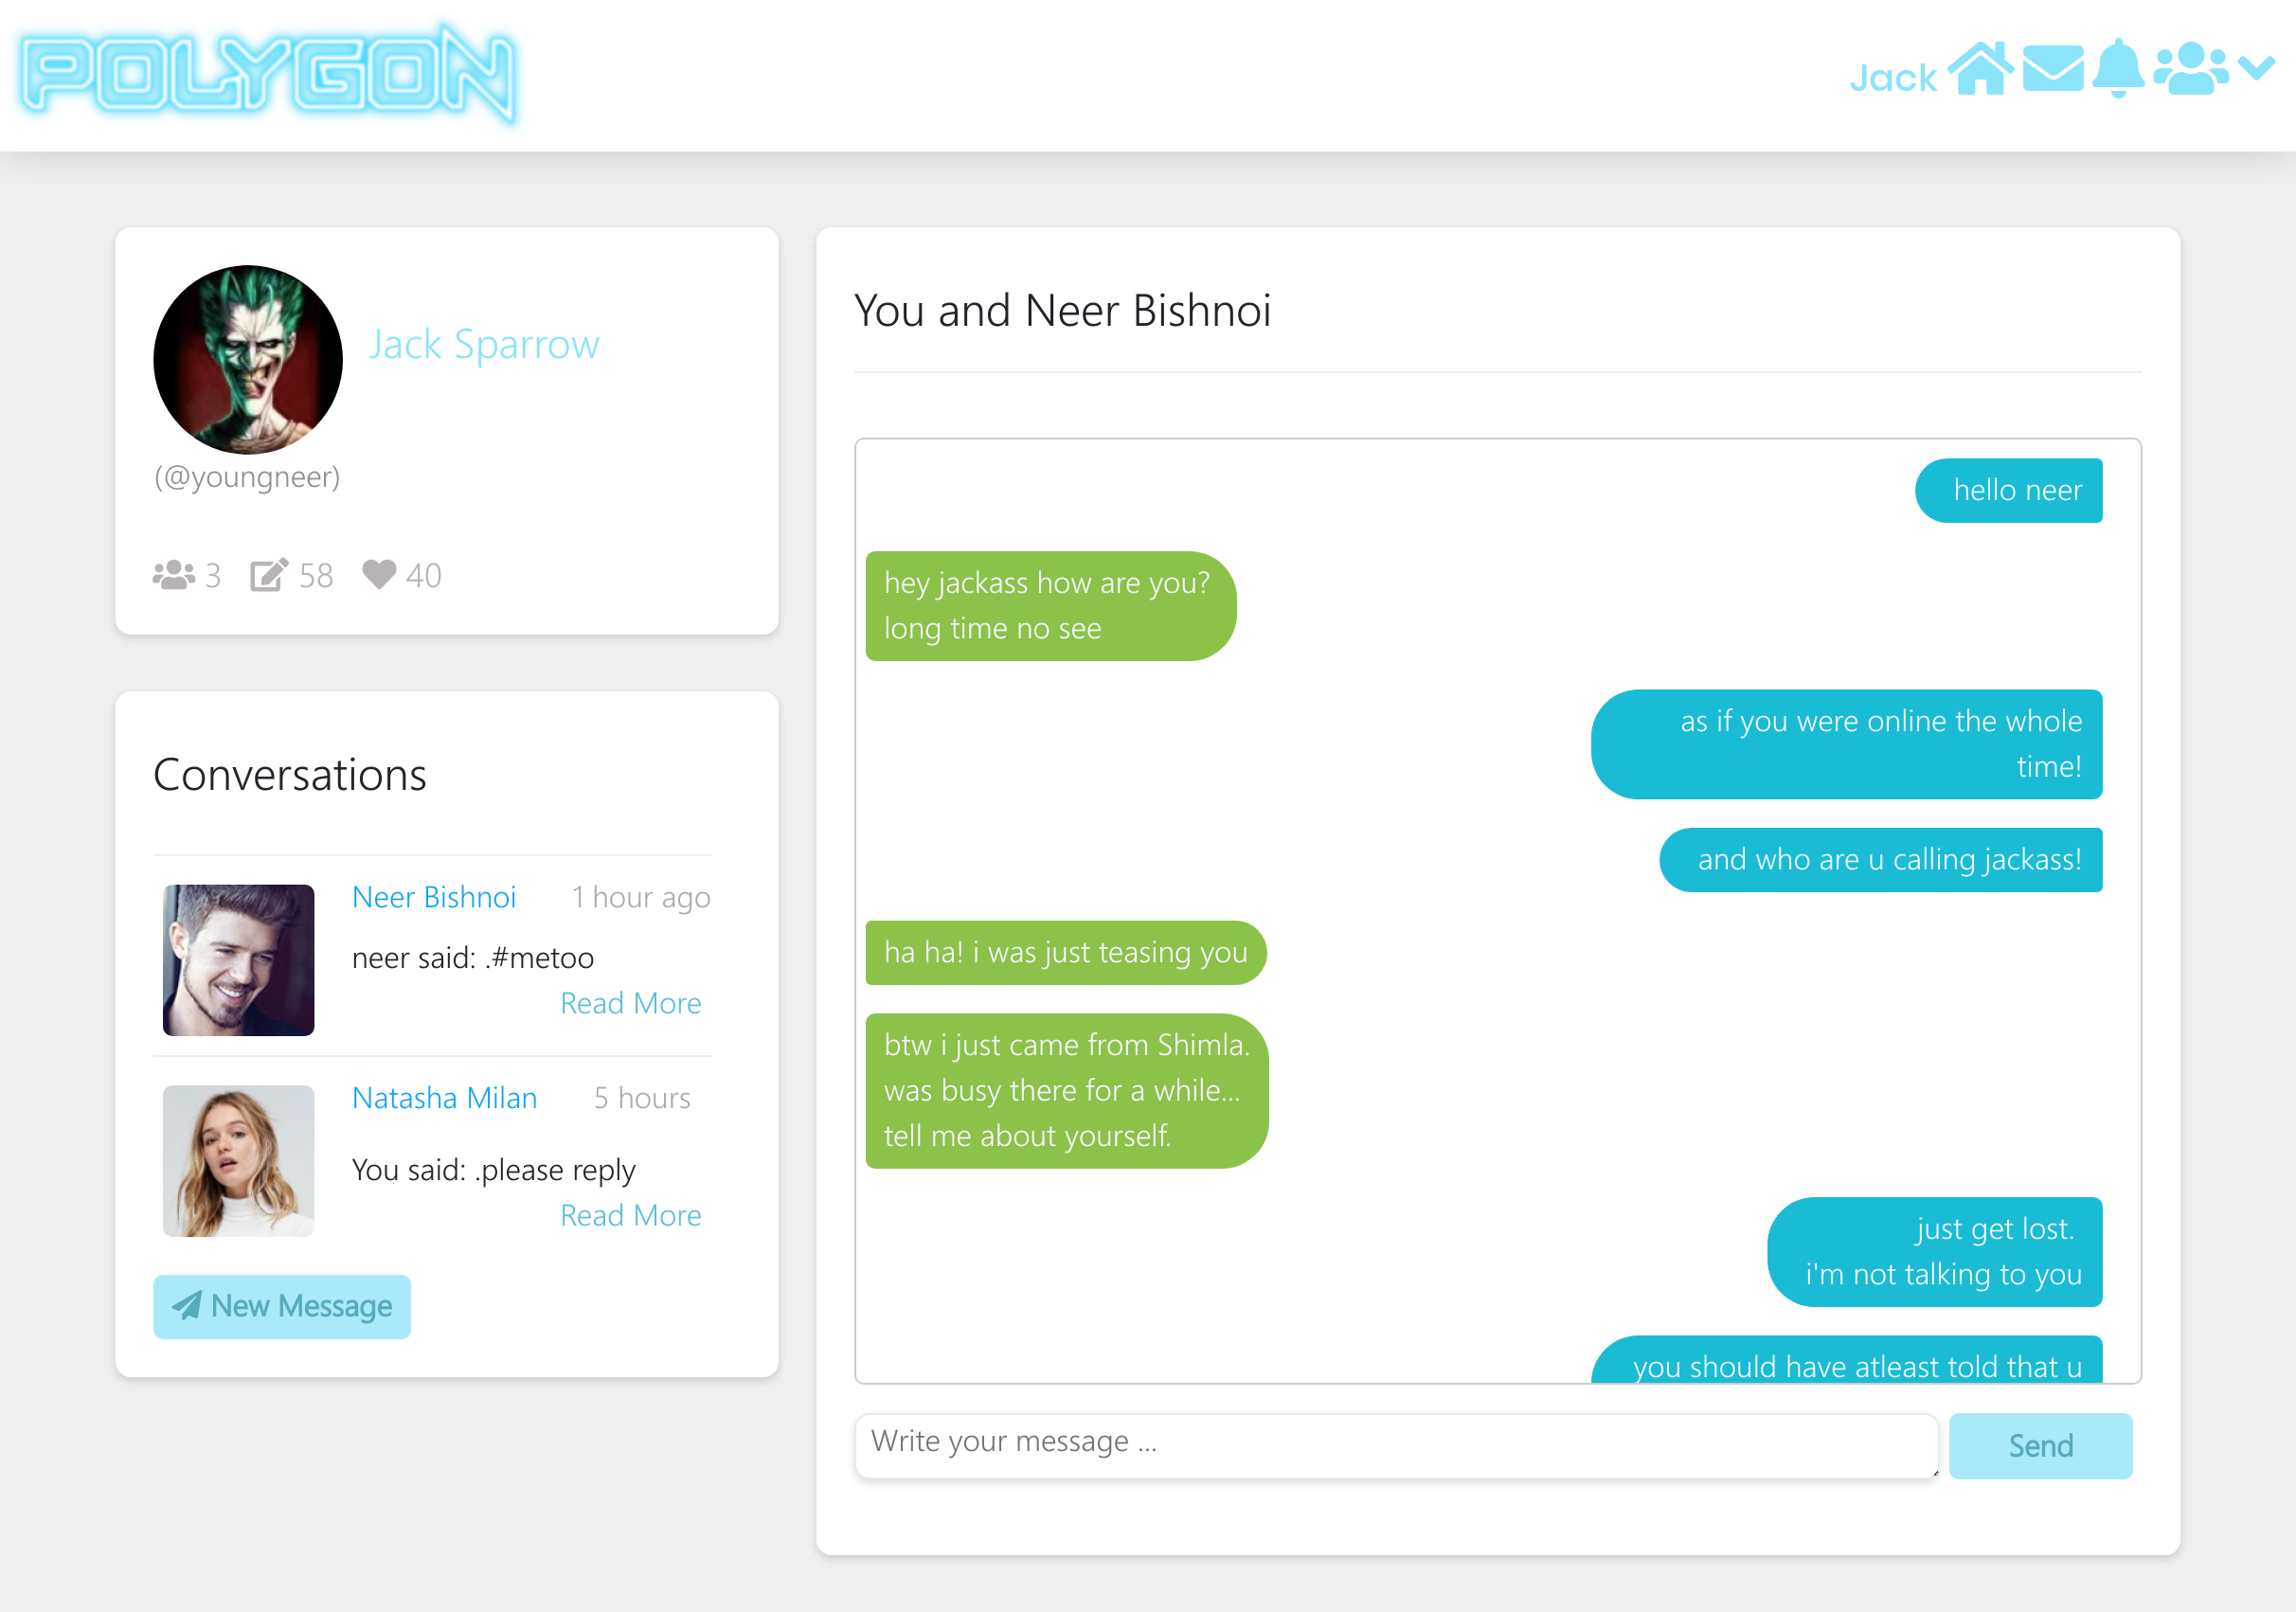 POLYGON
Jack
Jack Sparrow
(@youngneer)
3 58 40
Conversations
Neer Bishnoi 1 hour ago
neer said: .#metoo
Read More
Natasha Milan 5 hours
You said: .please reply
Read More
New Message
You and Neer Bishnoi
hello neer
hey jackass how are you?
long time no see
as if you were online the whole
time!
and who are u calling jackass!
ha ha! i was just teasing you
btw i just came from Shimla.
was busy there for a while...
tell me about yourself.
just get lost.
i'm not talking to you
you should have atleast told that u
Write your message ...
Send